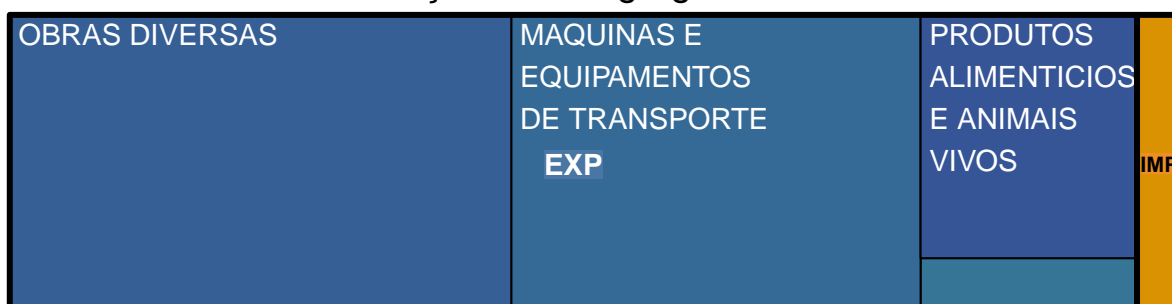 OBRAS DIVERSAS
MAQUINAS E
EQUIPAMENTOS
DE TRANSPORTE
EXP
PRODUTOS
ALIMENTICIOS
E ANIMAIS
VIVOS